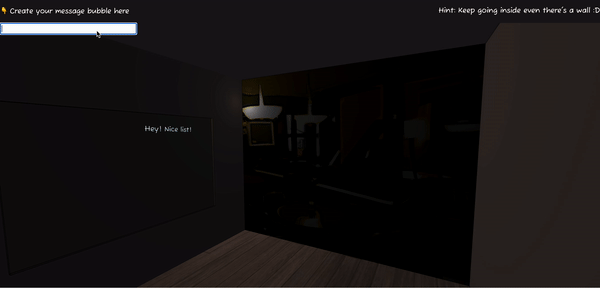 👇 Create your message bubble here
Hint: Keep going inside even there's a wall :D
Hey! Nice list!